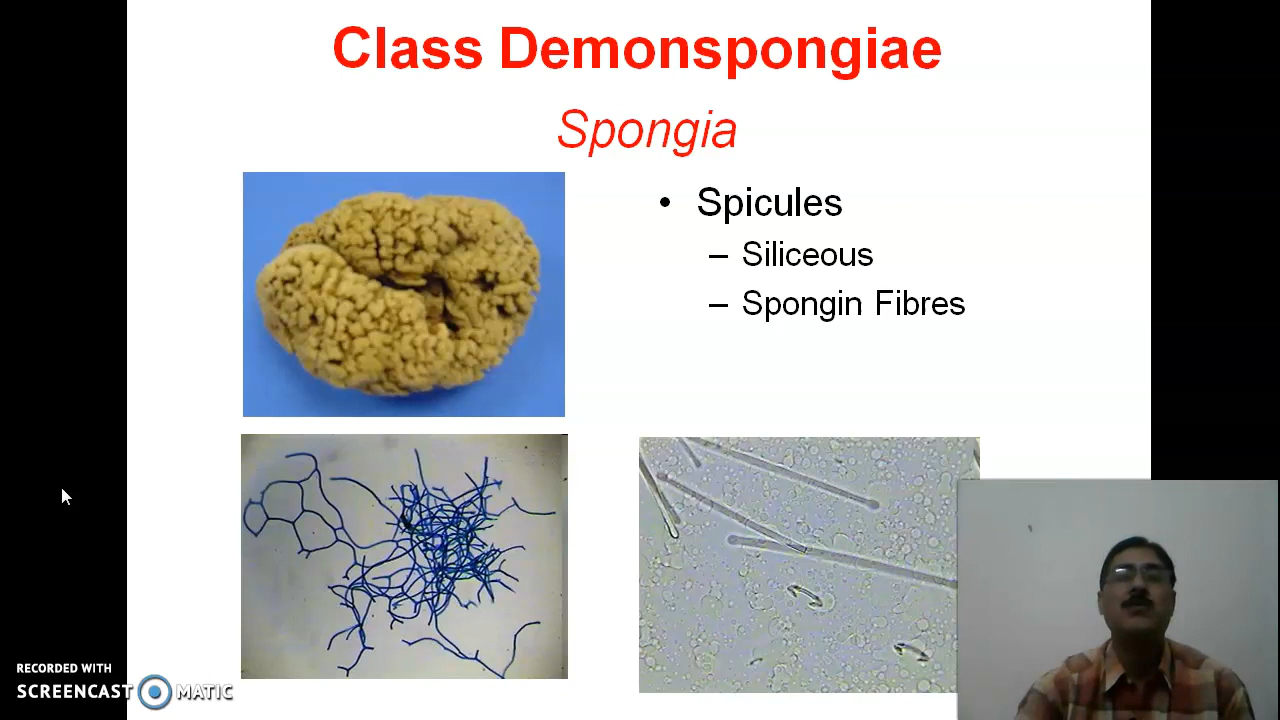 Class Demonspongiae
Spongia
• Spicules
– Siliceous
– Spongin Fibres
RECORDED WITH
SCREENCAST MATIC